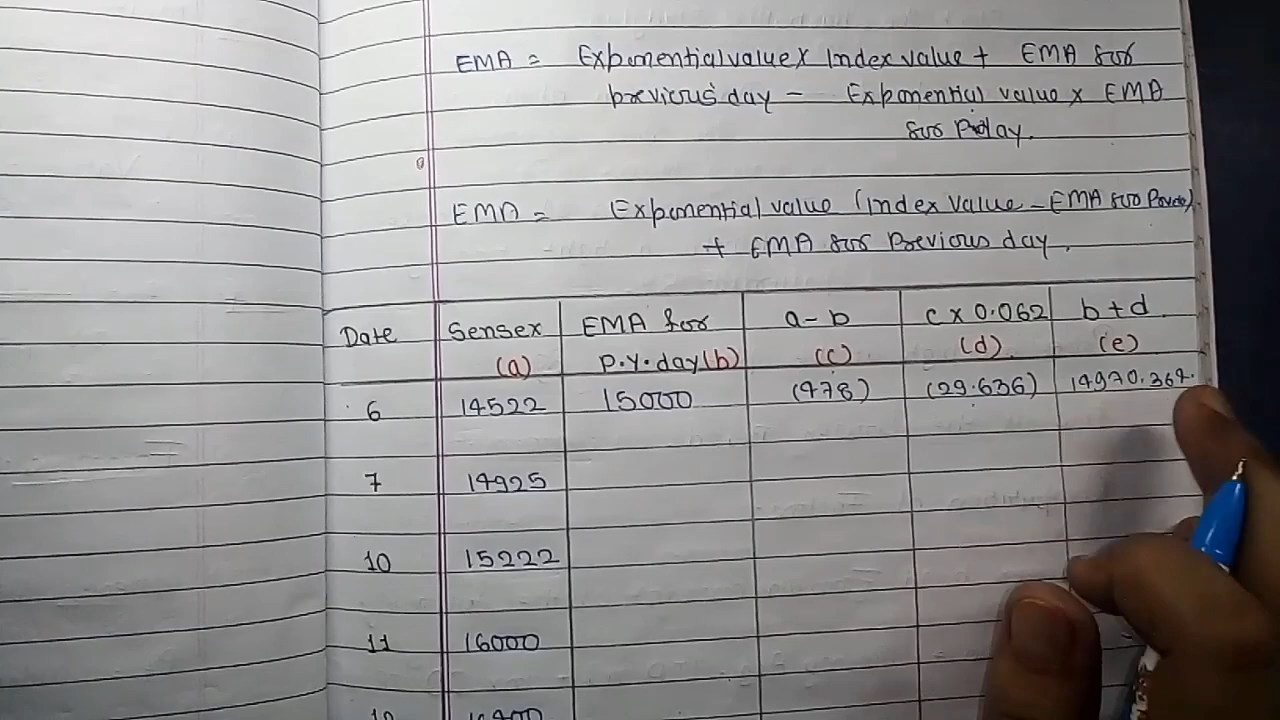 EMA = Exponential value x Index value + EMA for
previous day - Exponential value x EMA
for P. day.
EMA = Exponential value (Index value - EMA for
+ EMA for Previous day.
Date Sensex EMA for a-b c x 0.062 b+d
(a) p.y.day (b) (c) (d) (e)
6 14522 15000 (478) (29.636) 14970.364.
7 14925
10 15222
11 16000